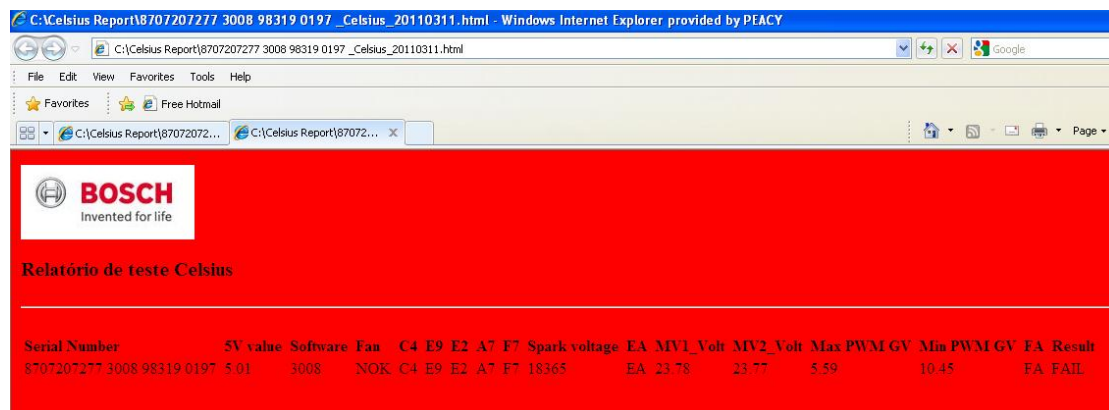 C:\Celsius Report\8707207277 3008 98319 0197 _Celsius_20110311.html - Windows Internet Explorer provided by PEACY
C:\Celsius Report\8707207277 3008 98319 0197 _Celsius_20110311.html
Google
File Edit View Favorites Tools Help
Favorites Free Hotmail
C:\Celsius Report\87072072... C:\Celsius Report\87072... X Page
BOSCH
Invented for life
Relatório de teste Celsius
Serial Number 5V value Software Fan C4 E9 E2 A7 F7 Spark voltage EA MV1_Volt MV2_Volt Max PWM GV Min PWM GV FA Result
8707207277 3008 98319 0197 5.01 3008 NOK C4 E9 E2 A7 F7 18365 EA 23.78 23.77 5.59 10.45 FA FAIL